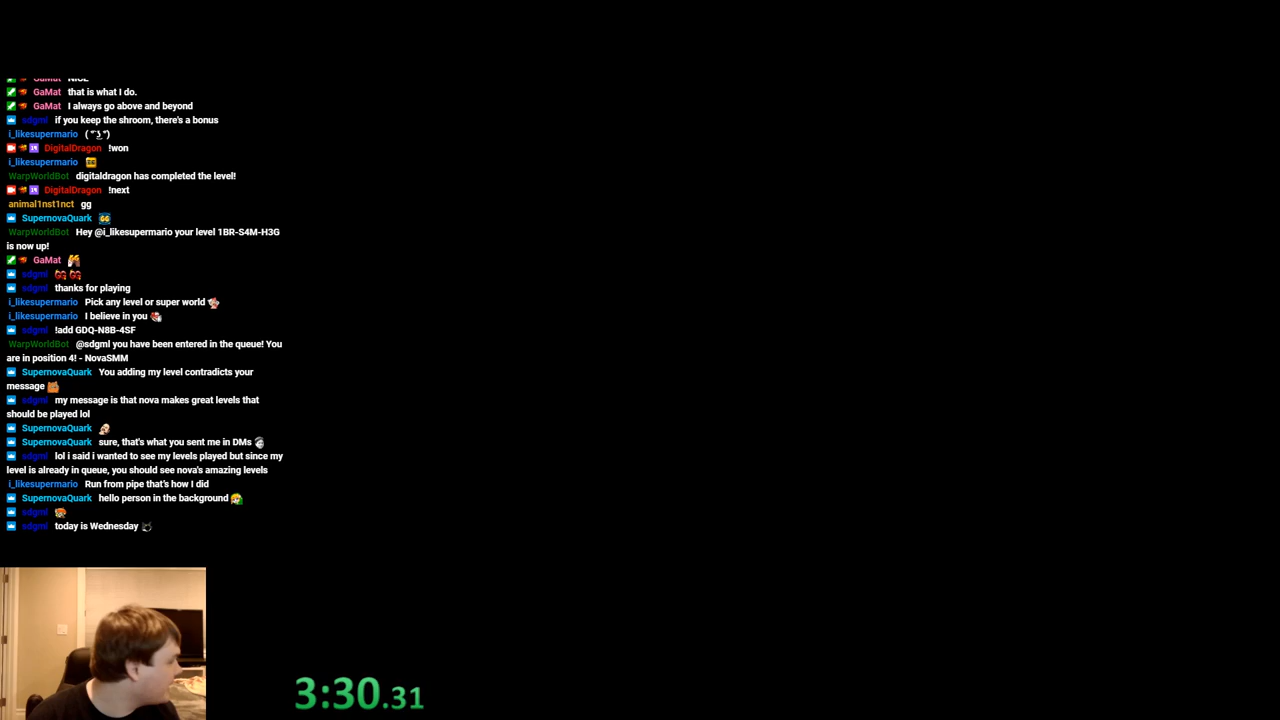 GaMat NICE
GaMat that is what I do.
GaMat I always go above and beyond
sdgml if you keep the shroom, there's a bonus
i_likesupermario ( ͡° ͜ʖ ͡°)
DigitalDragon !won
i_likesupermario
WarpWorldBot digitaldragon has completed the level!
DigitalDragon !next
animal1nst1nct gg
SupernovaQuark
WarpWorldBot Hey @i_likesupermario your level 1BR-S4M-H3G
is now up!
GaMat
sdgml
sdgml thanks for playing
i_likesupermario Pick any level or super world
i_likesupermario I believe in you
sdgml !add GDQ-N8B-4SF
WarpWorldBot @sdgml you have been entered in the queue! You
are in position 4! - NovaSMM
SupernovaQuark You adding my level contradicts your
message
sdgml my message is that nova makes great levels that
should be played lol
SupernovaQuark
SupernovaQuark sure, that's what you sent me in DMs
sdgml lol i said i wanted to see my levels played but since my
level is already in queue, you should see nova's amazing levels
i_likesupermario Run from pipe that's how I did
SupernovaQuark hello person in the background
sdgml
sdgml today is Wednesday
3:30.31